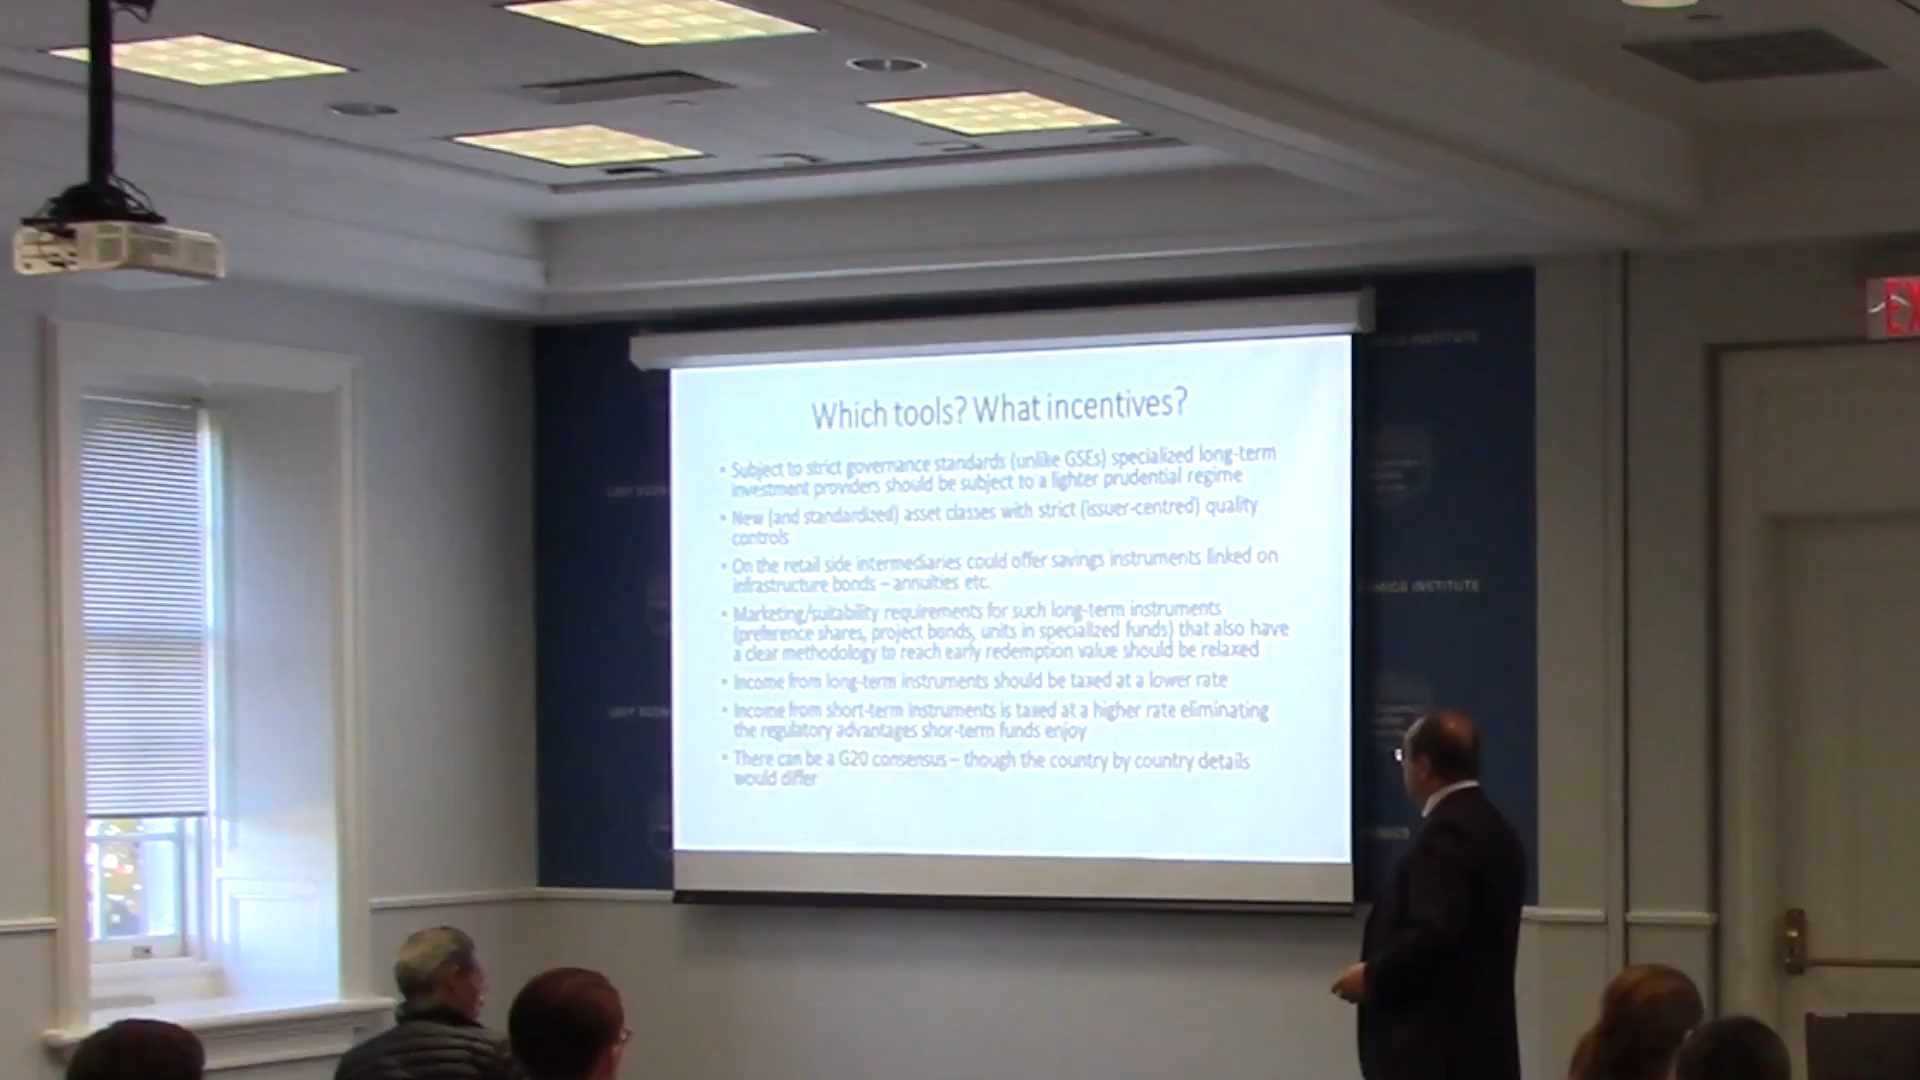 Which tools? What incentives?
• Subject to strict governance standards (unlike GSEs) specialized long-term
investment providers should be subject to a lighter prudential regime
• New (and standardized) asset classes with strict (issuer-centred) quality
controls
• On the retail side intermediaries could offer savings instruments linked on
infrastructure bonds – annuities etc.
• Marketing/suitability requirements for such long-term instruments
(preference shares, project bonds, units in specialized funds) that also have
a clear methodology to reach early redemption value should be relaxed
• Income from long-term instruments should be taxed at a lower rate
• Income from short-term instruments is taxed at a higher rate eliminating
the regulatory advantages shor-term funds enjoy
• There can be a G20 consensus – though the country by country details
would differ
INSTITUTE
INSTITUTE
EX